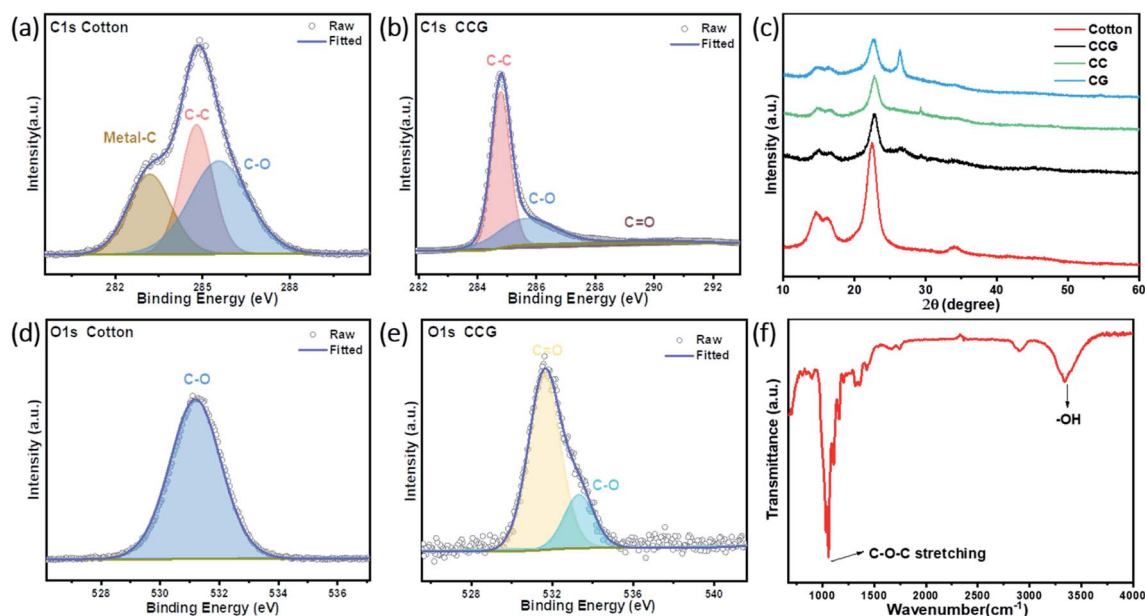 (a)
C1s Cotton
Raw
Fitted
Metal-C
C-C
C-O
Intensity(a.u.)
282
285
288
Binding Energy (eV)
(b)
C1s CCG
Raw
Fitted
C-C
C-O
C=O
Intensity (a.u.)
282 284 286 288 290 292
Binding Energy (eV)
(c)
Cotton
CCG
CC
CG
Intensity (a.u.)
10 20 30 40 50 60
2θ (degree)
(d)
O1s Cotton
Raw
Fitted
C-O
Intensity (a.u.)
528 530 532 534 536
Binding Energy (eV)
(e)
O1s CCG
Raw
Fitted
C=O
C-O
Intensity (a.u.)
528 532 536 540
Binding Energy (eV)
(f)
-OH
C-O-C stretching
Transmittance (a.u.)
1000 1500 2000 2500 3000 3500 4000
Wavenumber(cm⁻¹)